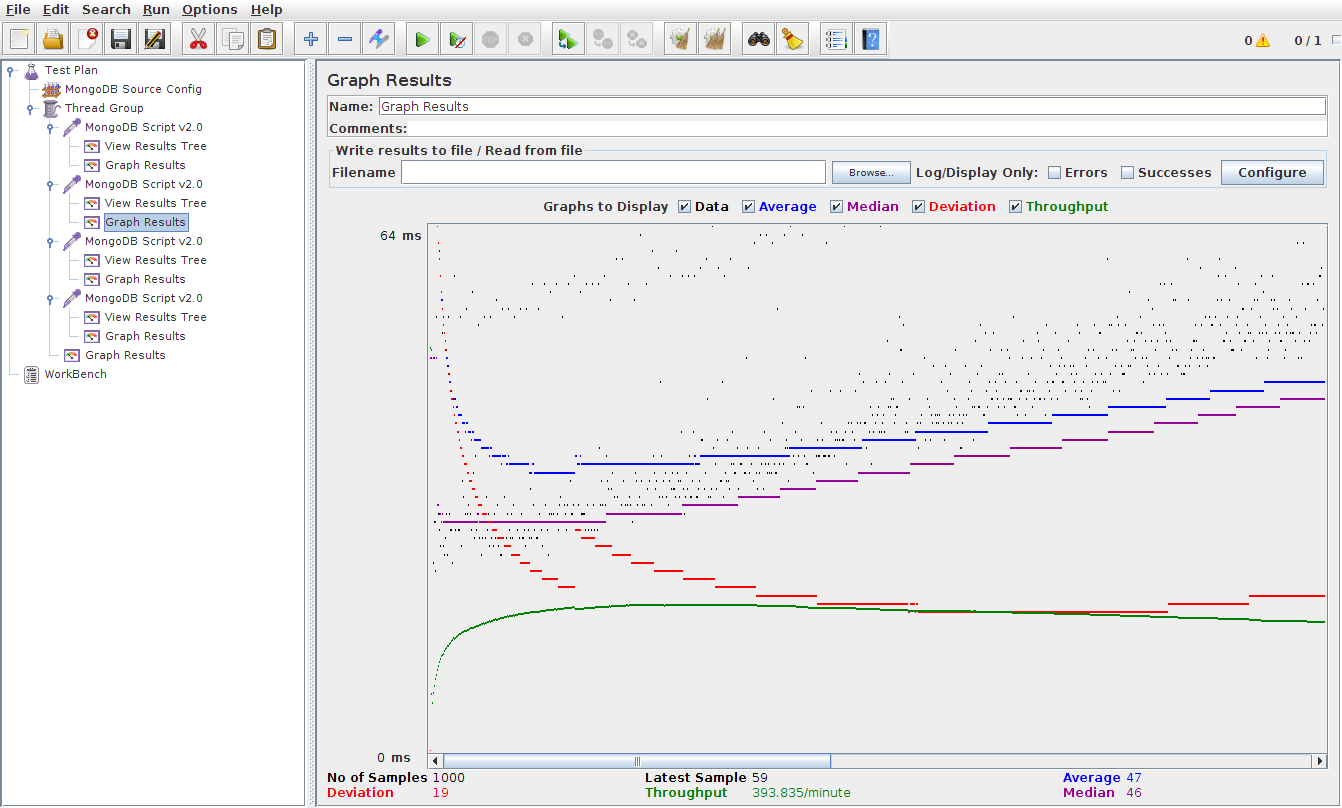 File Edit Search Run Options Help
0 0 / 1
Test Plan
MongoDB Source Config
Thread Group
MongoDB Script v2.0
View Results Tree
Graph Results
MongoDB Script v2.0
View Results Tree
Graph Results
MongoDB Script v2.0
View Results Tree
Graph Results
MongoDB Script v2.0
View Results Tree
Graph Results
Graph Results
WorkBench
Graph Results
Name: Graph Results
Comments:
Write results to file / Read from file
Filename Browse... Log/Display Only: Errors Successes Configure
Graphs to Display Data Average Median Deviation Throughput
64 ms
0 ms
No of Samples 1000 Latest Sample 59 Average 47
Deviation 19 Throughput 393.835/minute Median 46